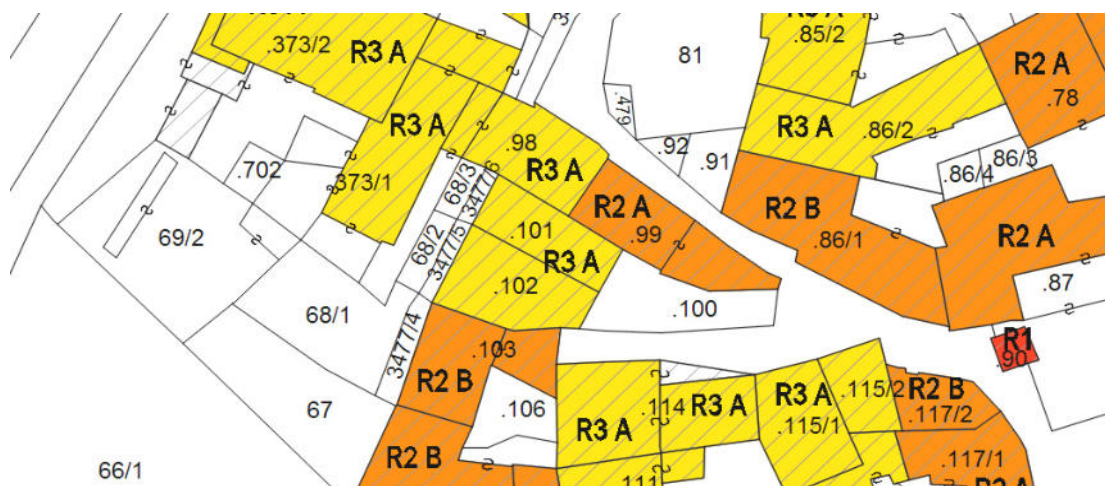 .85/2
.373/2
R3 A
81
R2 A
.78
.479
R3 A
R3 A
.86/2
.98
.92
.91
.86/3
.86/4
.702
.373/1
R3 A
68/3
3477/6
R2 A
R2 B
69/2
.101
.99
.86/1
R2 A
68/2
3477/5
R3 A
.102
.87
68/1
.100
R1
.90
3477/4
.103
R2 B
.106
R3 A
.114
R3 A
.115/1
.115/2
R2 B
.117/2
67
R3 A
R2 B
66/1
.117/1
R2 A
.111